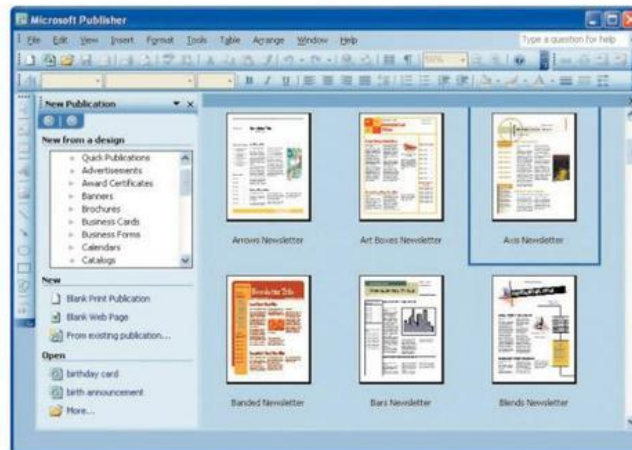 Microsoft Publisher
File Edit View Insert Format Tools Table Arrange Window Help
Type a question for help
New Publication
New from a design
Quick Publications
Advertisements
Award Certificates
Banners
Brochures
Business Cards
Business Forms
Calendars
Catalogs
New
Blank Print Publication
Blank Web Page
From existing publication...
Open
birthday card
birth announcement
More...
Arrows Newsletter
Art Boxes Newsletter
Axis Newsletter
Newsletter Title
Banded Newsletter
Bars Newsletter
Blends Newsletter